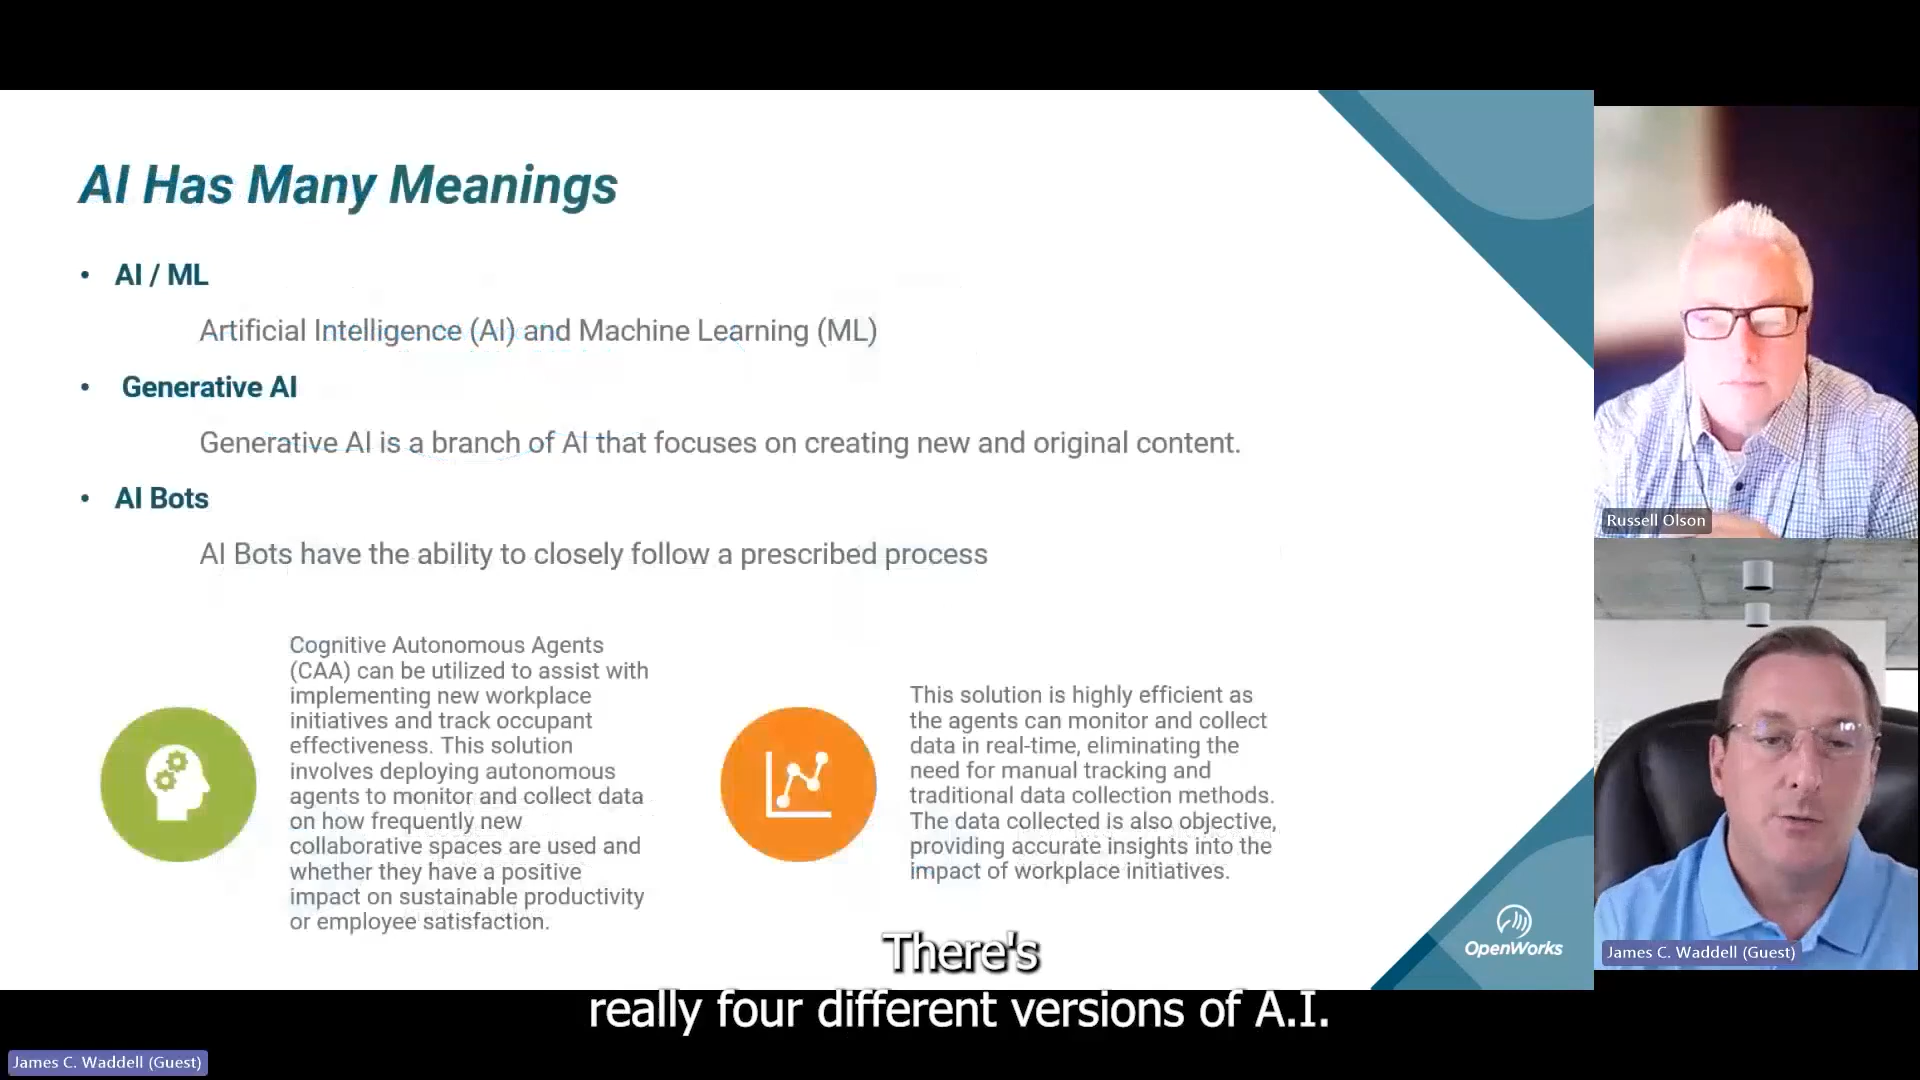 AI Has Many Meanings
• AI / ML
Artificial Intelligence (AI) and Machine Learning (ML)
• Generative AI
Generative AI is a branch of AI that focuses on creating new and original content.
• AI Bots
AI Bots have the ability to closely follow a prescribed process
Cognitive Autonomous Agents
(CAA) can be utilized to assist with
implementing new workplace
initiatives and track occupant
effectiveness. This solution
involves deploying autonomous
agents to monitor and collect data
on how frequently new
collaborative spaces are used and
whether they have a positive
impact on sustainable productivity
or employee satisfaction.
This solution is highly efficient as
the agents can monitor and collect
data in real-time, eliminating the
need for manual tracking and
traditional data collection methods.
The data collected is also objective,
providing accurate insights into the
impact of workplace initiatives.
OpenWorks
Russell Olson
James C. Waddell (Guest)
There's
really four different versions of A.I.
James C. Waddell (Guest)